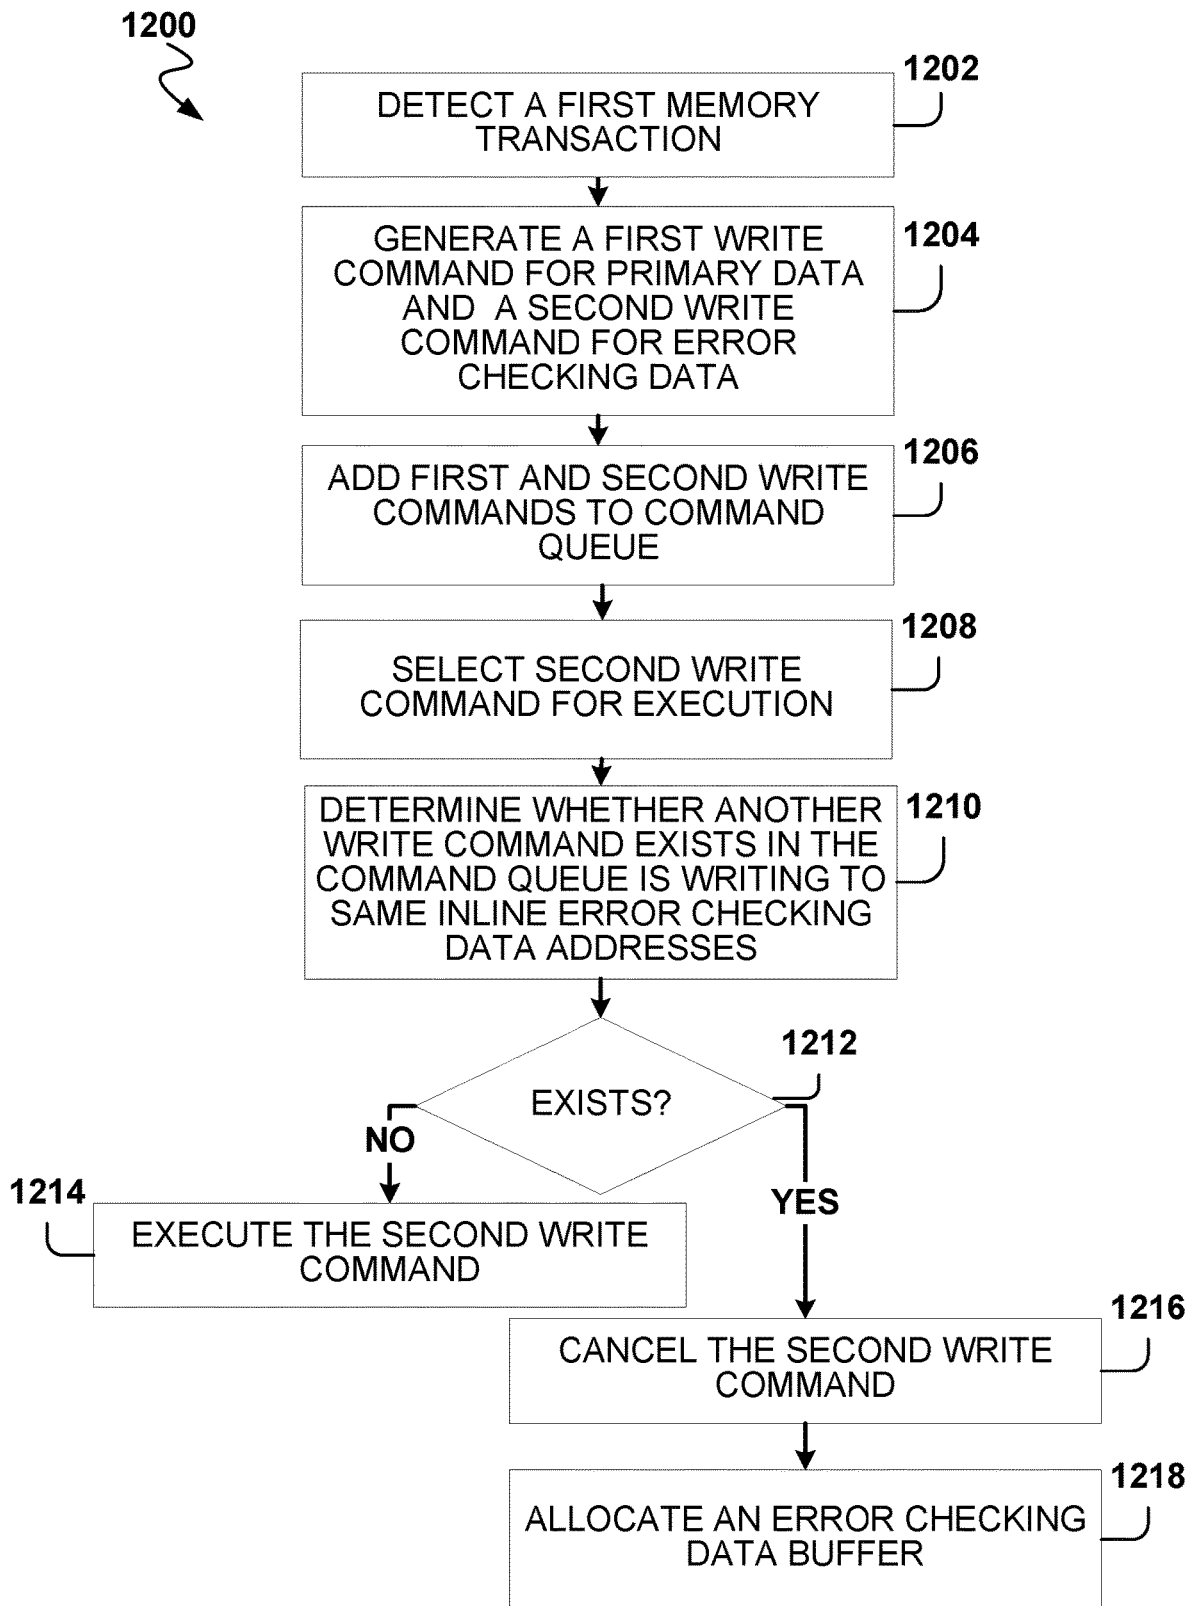 1200
1202
DETECT A FIRST MEMORY
TRANSACTION
1204
GENERATE A FIRST WRITE
COMMAND FOR PRIMARY DATA
AND A SECOND WRITE
COMMAND FOR ERROR
CHECKING DATA
1206
ADD FIRST AND SECOND WRITE
COMMANDS TO COMMAND
QUEUE
1208
SELECT SECOND WRITE
COMMAND FOR EXECUTION
1210
DETERMINE WHETHER ANOTHER
WRITE COMMAND EXISTS IN THE
COMMAND QUEUE IS WRITING TO
SAME INLINE ERROR CHECKING
DATA ADDRESSES
1212
EXISTS?
NO
YES
1214
EXECUTE THE SECOND WRITE
COMMAND
1216
CANCEL THE SECOND WRITE
COMMAND
1218
ALLOCATE AN ERROR CHECKING
DATA BUFFER